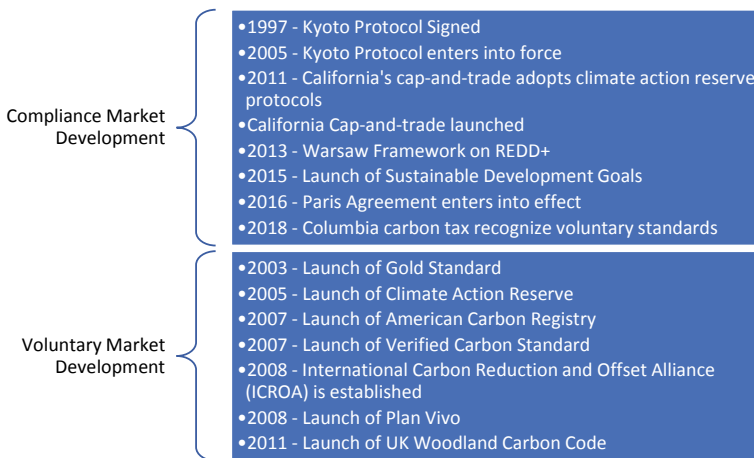 Compliance Market
Development
•1997 - Kyoto Protocol Signed
•2005 - Kyoto Protocol enters into force
•2011 - California's cap-and-trade adopts climate action reserve
protocols
•California Cap-and-trade launched
•2013 - Warsaw Framework on REDD+
•2015 - Launch of Sustainable Development Goals
•2016 - Paris Agreement enters into effect
•2018 - Columbia carbon tax recognize voluntary standards
Voluntary Market
Development
•2003 - Launch of Gold Standard
•2005 - Launch of Climate Action Reserve
•2007 - Launch of American Carbon Registry
•2007 - Launch of Verified Carbon Standard
•2008 - International Carbon Reduction and Offset Alliance
(ICROA) is established
•2008 - Launch of Plan Vivo
•2011 - Launch of UK Woodland Carbon Code